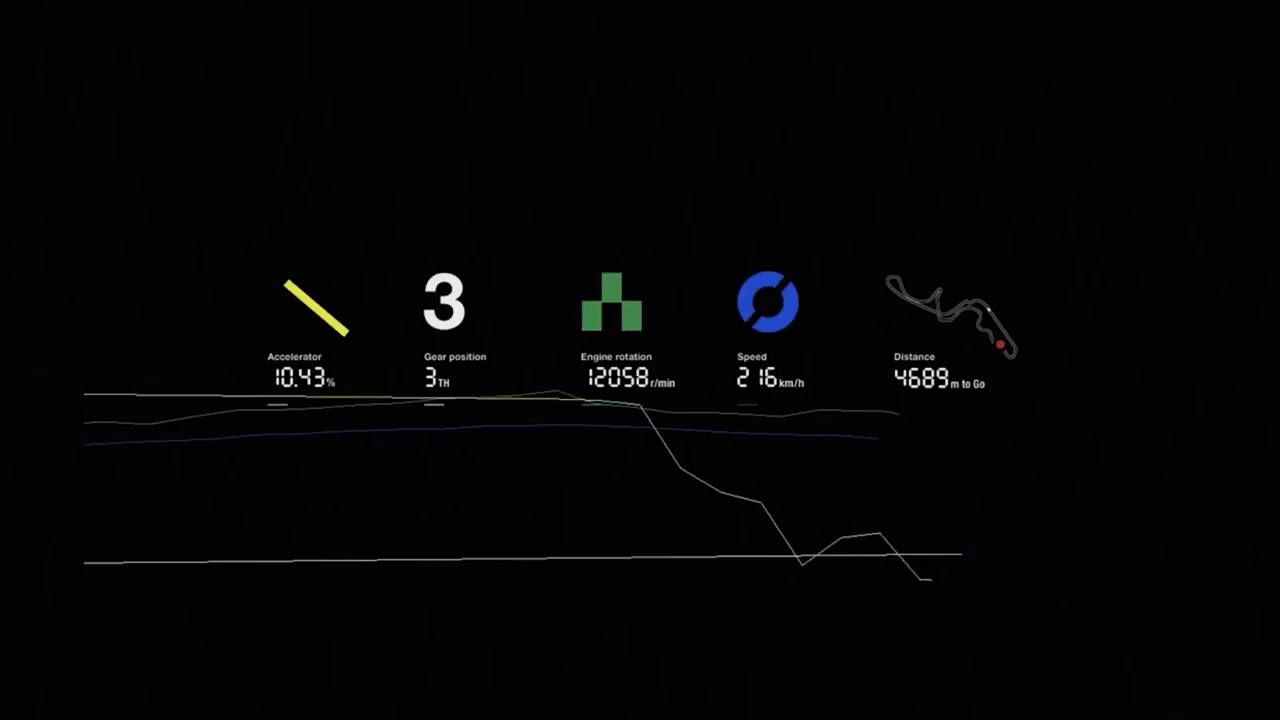 3
Accelerator
10.43%
Gear position
3TH
Engine rotation
12058r/min
Speed
216km/h
Distance
4689m to Go